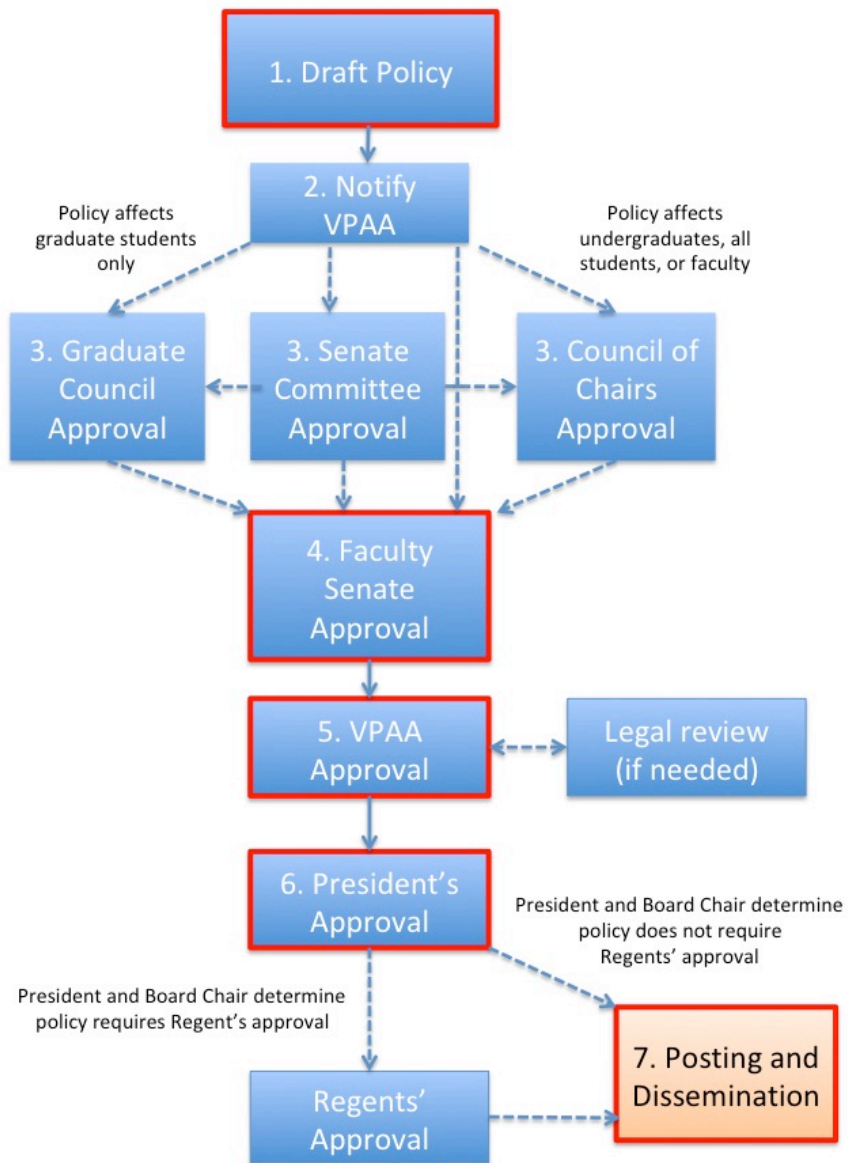 1. Draft Policy
2. Notify
VPAA
Policy affects
graduate students
only
Policy affects
undergraduates, all
students, or faculty
3. Graduate
Council
Approval
3. Senate
Committee
Approval
3. Council of
Chairs
Approval
4. Faculty
Senate
Approval
5. VPAA
Approval
Legal review
(if needed)
6. President's
Approval
President and Board Chair determine
policy does not require
Regents' approval
President and Board Chair determine
policy requires Regent's approval
7. Posting and
Dissemination
Regents'
Approval